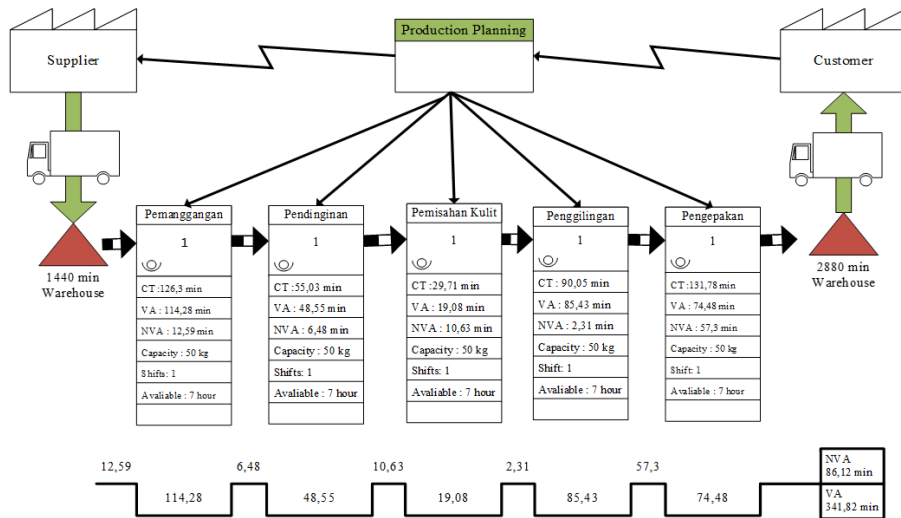 Production Planning
Supplier
Customer
1440 min
Warehouse
2880 min
Warehouse
Pemanggangan
1
CT :126,3 min
VA : 114,28 min
NVA : 12,59 min
Capacity : 50 kg
Shifts: 1
Avaliable : 7 hour
Pendinginan
1
CT :55,03 min
VA : 48,55 min
NVA : 6,48 min
Capacity : 50 kg
Shifts: 1
Avaliable : 7 hour
Pemisahan Kulit
1
CT :29,71 min
VA : 19,08 min
NVA : 10,63 min
Capacity : 50 kg
Shifts: 1
Avaliable : 7 hour
Penggilingan
1
CT : 90,05 min
VA : 85,43 min
NVA : 2,31 min
Capacity : 50 kg
Shift: 1
Avaliable : 7 hour
Pengepakan
1
CT :131,78 min
VA : 74,48 min
NVA : 57,3 min
Capacity : 50 kg
Shift: 1
Avaliable : 7 hour
12,59
6,48
10,63
2,31
57,3
114,28
48,55
19,08
85,43
74,48
NVA
86,12 min
VA
341,82 min